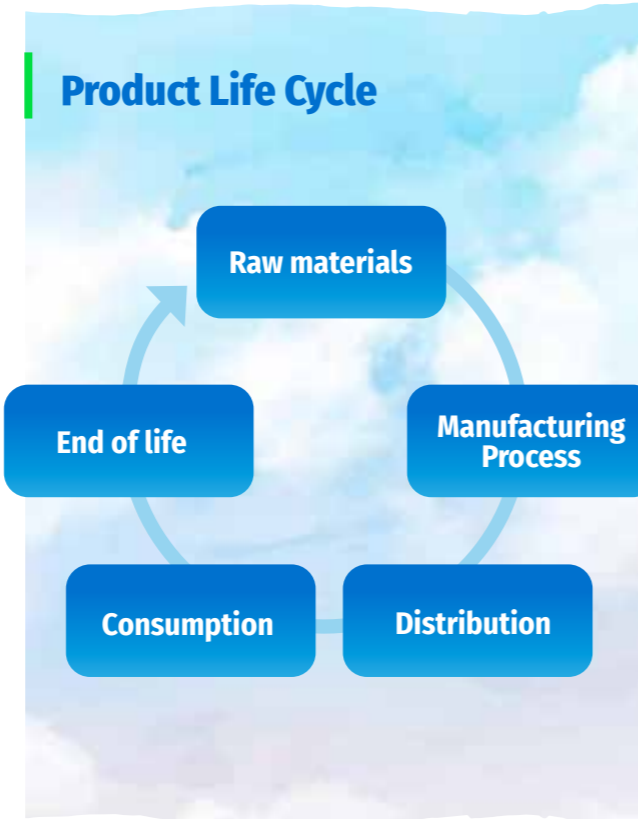 Product Life Cycle
Raw materials
Manufacturing
Process
Distribution
Consumption
End of life